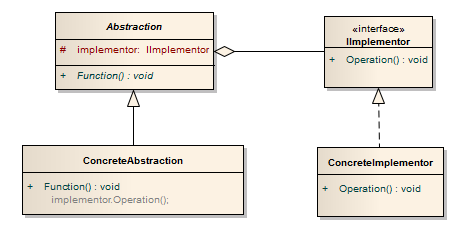 Abstraction
# implementor: IImplementor
+ Function() : void
«interface»
IImplementor
+ Operation() : void
ConcreteAbstraction
+ Function() : void
implementor.Operation();
ConcreteImplementor
+ Operation() : void